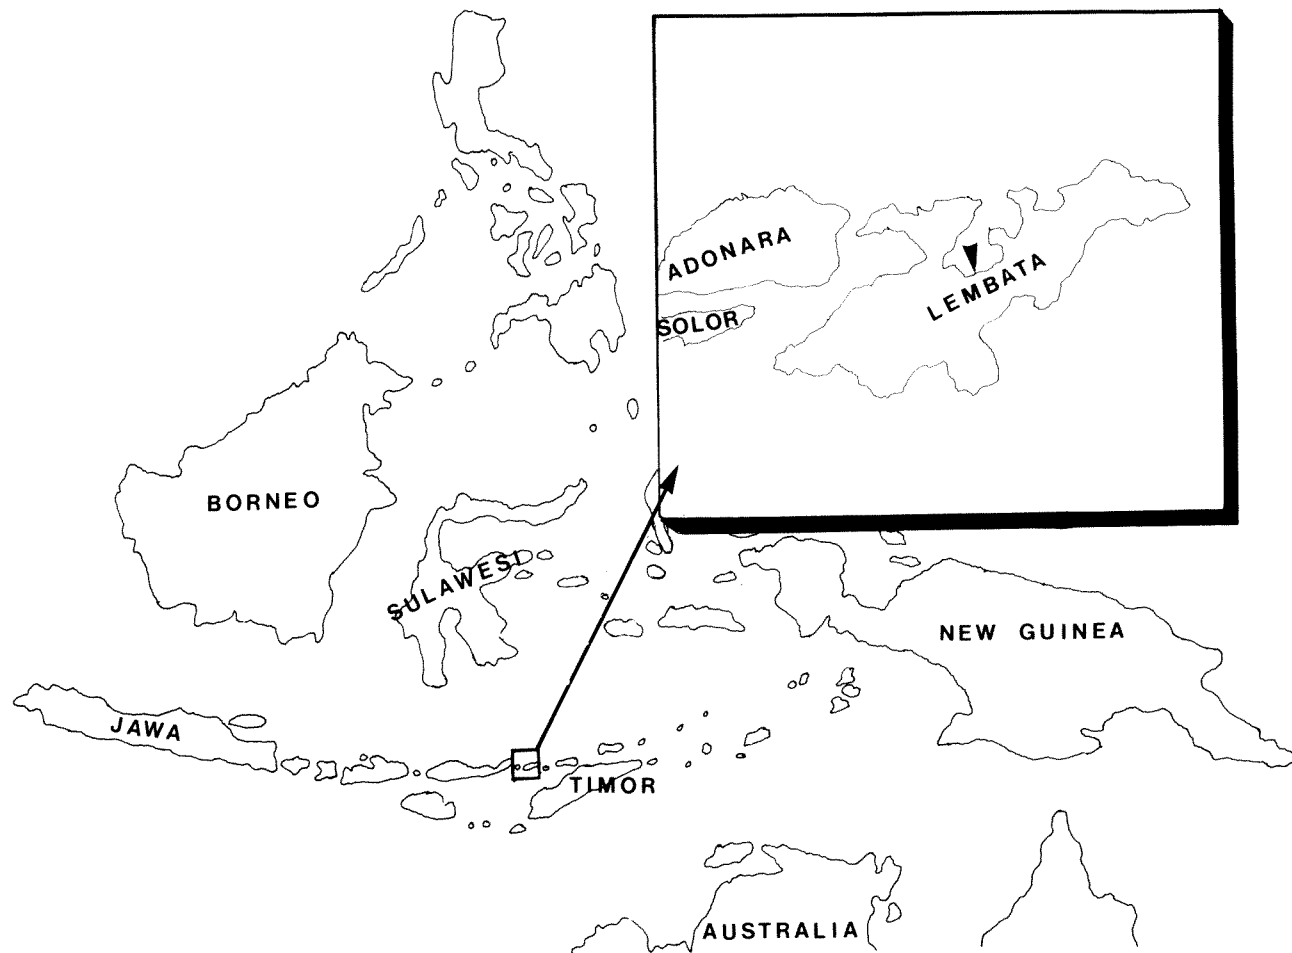 ADONARA
LEMBATA
SOLOR
BORNEO
SULAWESI
NEW GUINEA
JAWA
TIMOR
AUSTRALIA